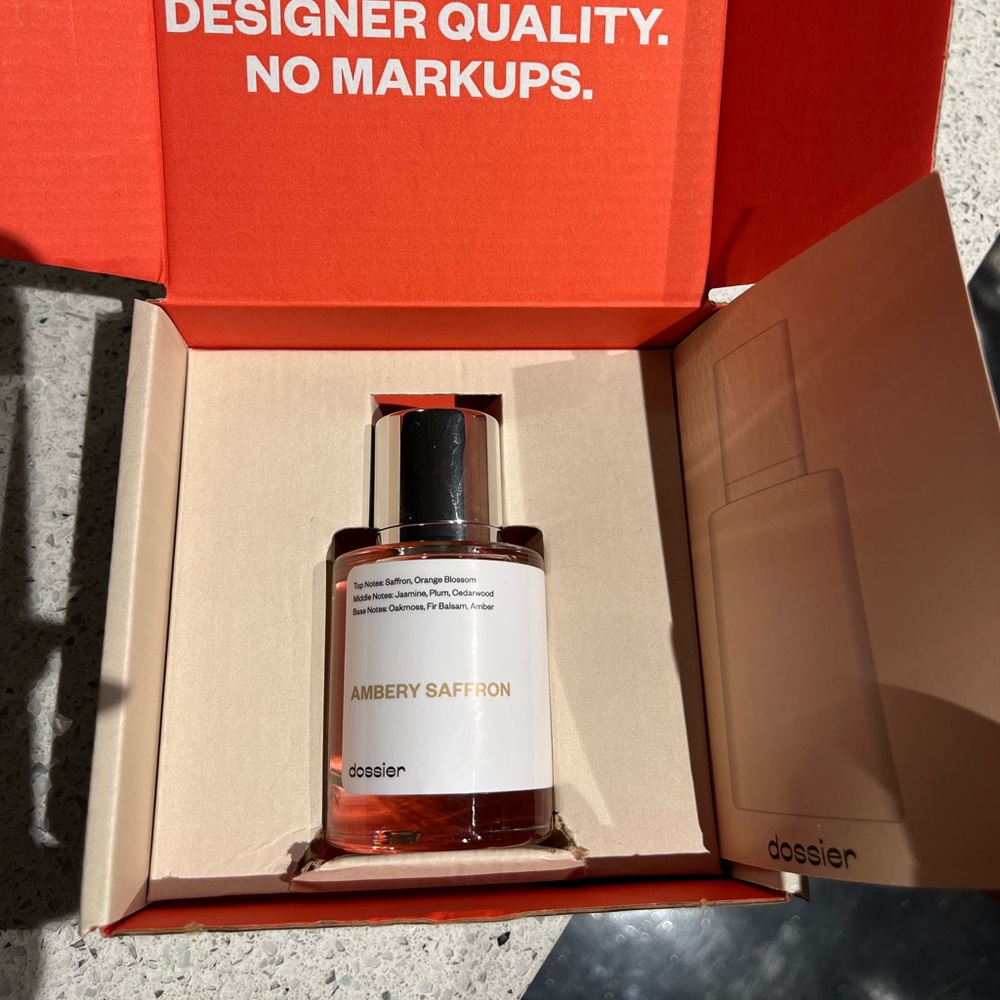 DESIGNER QUALITY.
NO MARKUPS.
Top Notes: Saffron, Orange Blossom
Middle Notes: Jasmine, Plum, Cedarwood
Base Notes: Oakmoss, Fir Balsam, Amber
AMBERY SAFFRON
dossier
dossier